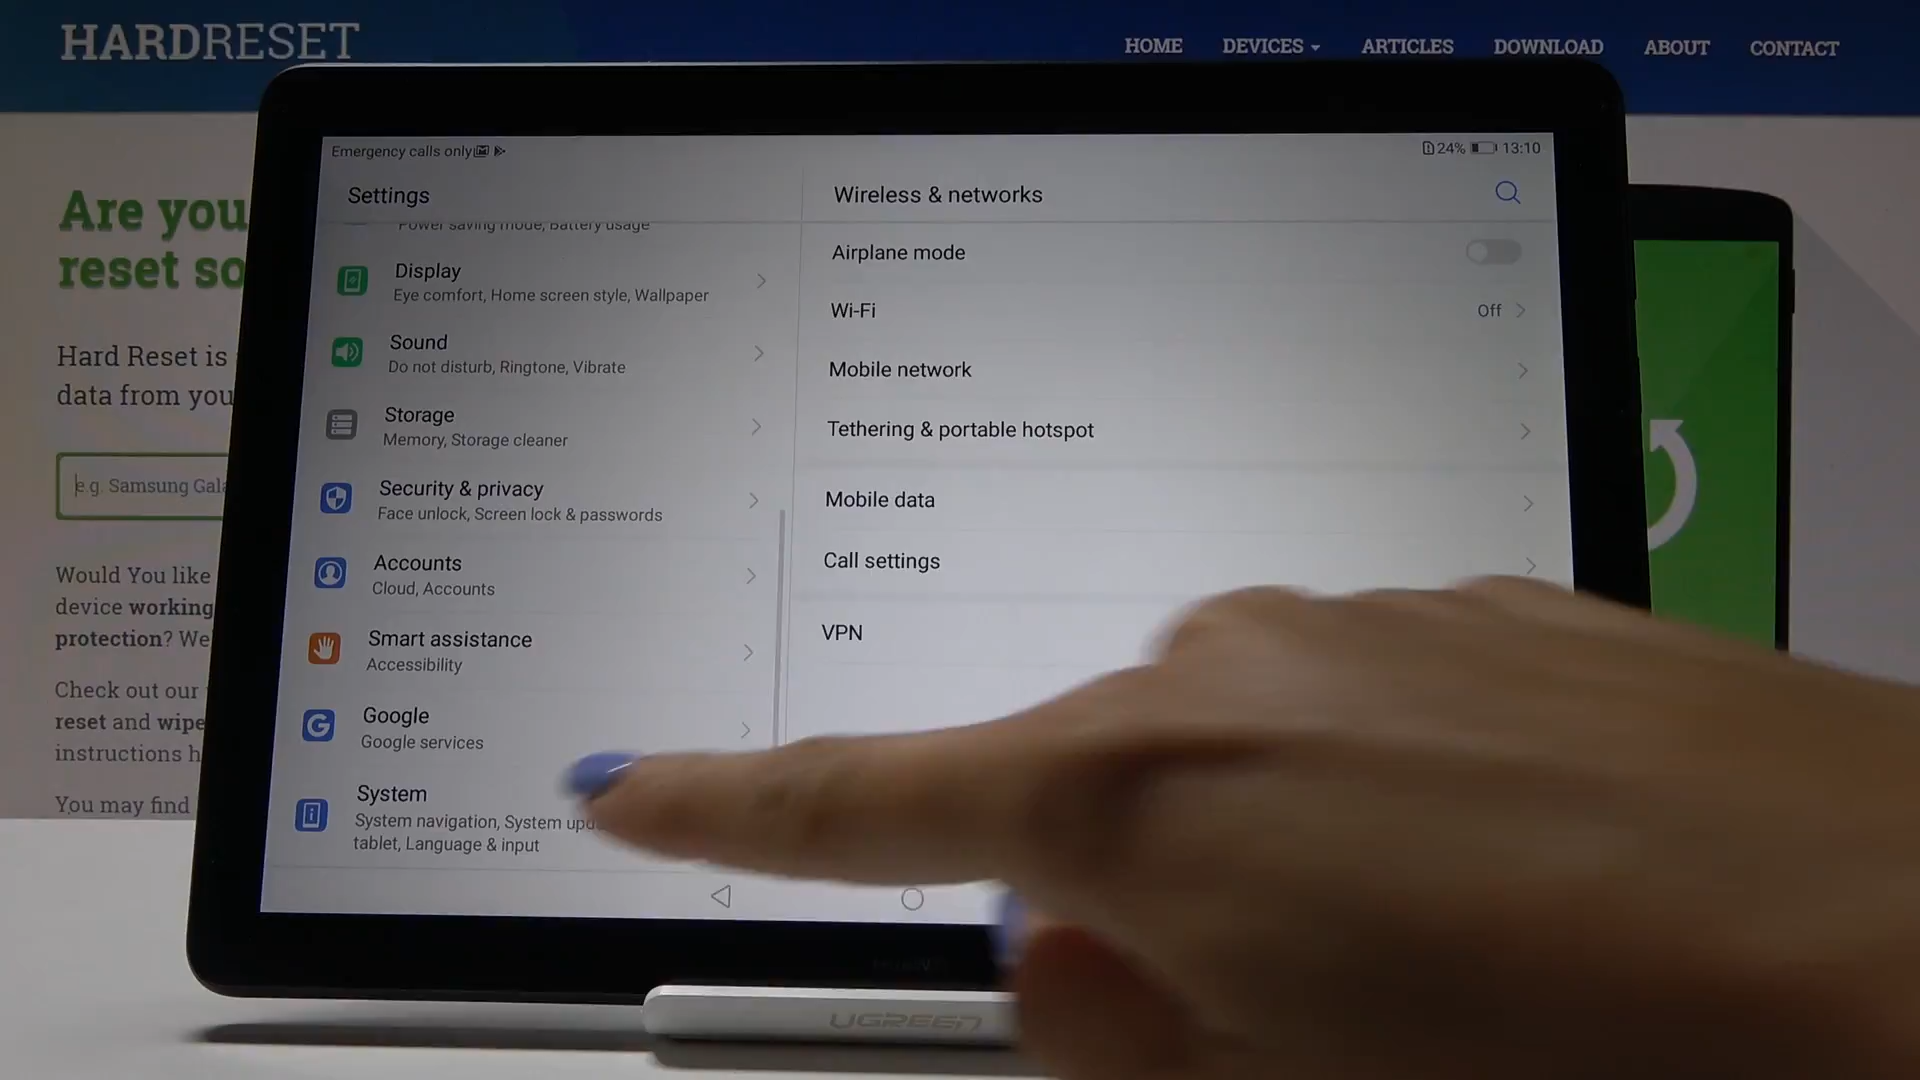 HARDRESET
HOME DEVICES ARTICLES DOWNLOAD ABOUT CONTACT
Are you
reset so
Hard Reset is
data from you
e.g. Samsung Gala
Would You like
device working
protection? We
Check out our
reset and wipe
instructions h
You may find
Emergency calls only
24% 13:10
Settings
Power saving mode, Battery usage
Display
Eye comfort, Home screen style, Wallpaper
Sound
Do not disturb, Ringtone, Vibrate
Storage
Memory, Storage cleaner
Security & privacy
Face unlock, Screen lock & passwords
Accounts
Cloud, Accounts
Smart assistance
Accessibility
Google
Google services
System
System navigation, System upd
tablet, Language & input
Wireless & networks
Airplane mode
Wi-Fi Off
Mobile network
Tethering & portable hotspot
Mobile data
Call settings
VPN
UGREEN